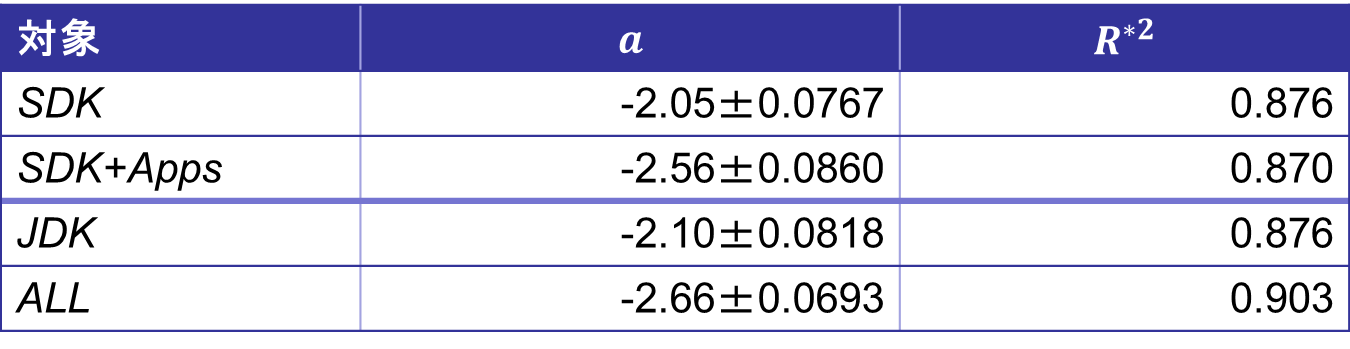 対象 a R*2
SDK -2.05±0.0767 0.876
SDK+Apps -2.56±0.0860 0.870
JDK -2.10±0.0818 0.876
ALL -2.66±0.0693 0.903